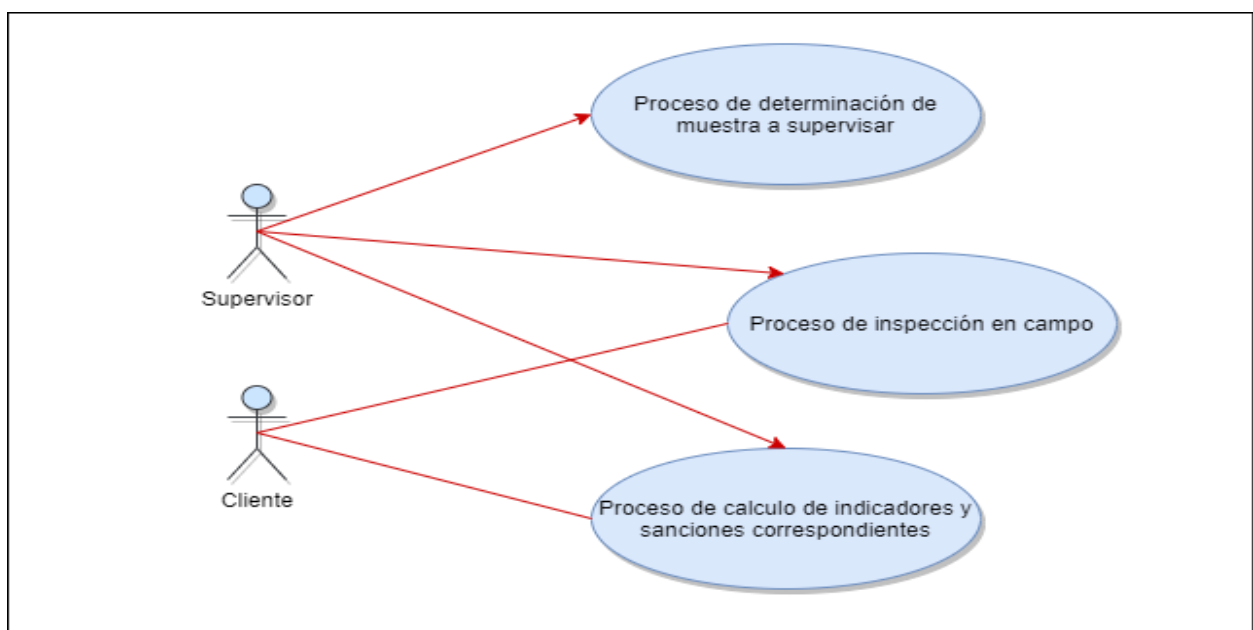 Proceso de determinación de
muestra a supervisar
Supervisor
Proceso de inspección en campo
Cliente
Proceso de calculo de indicadores y
sanciones correspondientes